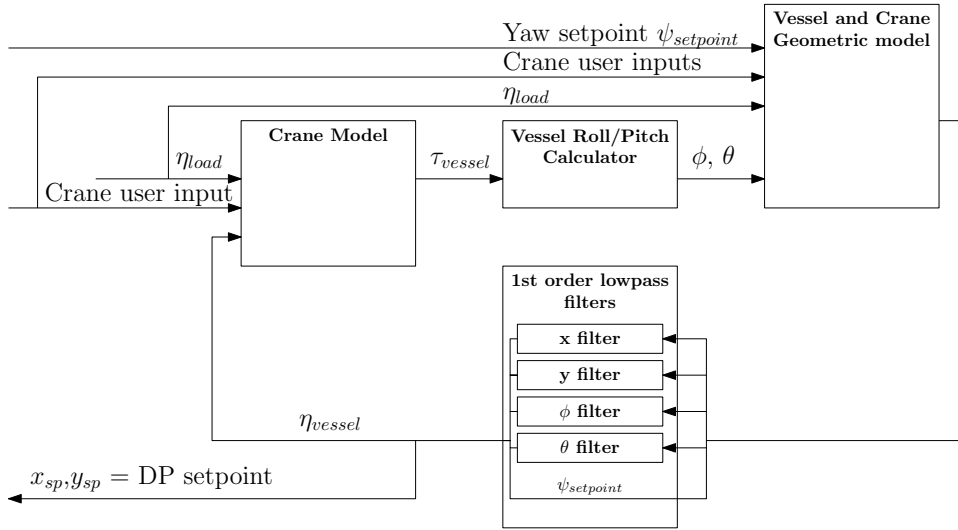 Vessel and Crane
Geometric model
Yaw setpoint ψ_setpoint
Crane user inputs
η_load
Crane Model
Vessel Roll/Pitch
Calculator
η_load
τ_vessel
ϕ, θ
Crane user input
1st order lowpass
filters
x filter
y filter
ϕ filter
θ filter
η_vessel
ψ_setpoint
x_sp,y_sp = DP setpoint